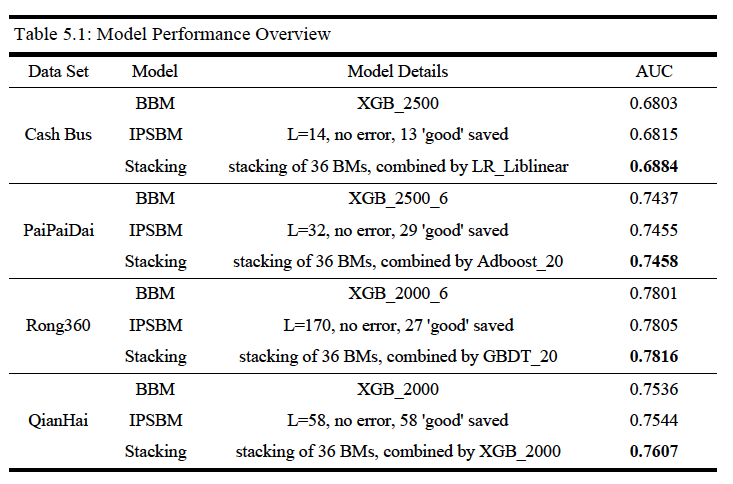 Table 5.1: Model Performance Overview
Data Set Model Model Details AUC
BBM XGB_2500 0.6803
Cash Bus IPSBM L=14, no error, 13 'good' saved 0.6815
Stacking stacking of 36 BMs, combined by LR_Liblinear 0.6884
BBM XGB_2500_6 0.7437
PaiPaiDai IPSBM L=32, no error, 29 'good' saved 0.7455
Stacking stacking of 36 BMs, combined by Adboost_20 0.7458
BBM XGB_2000_6 0.7801
Rong360 IPSBM L=170, no error, 27 'good' saved 0.7805
Stacking stacking of 36 BMs, combined by GBDT_20 0.7816
BBM XGB_2000 0.7536
QianHai IPSBM L=58, no error, 58 'good' saved 0.7544
Stacking stacking of 36 BMs, combined by XGB_2000 0.7607